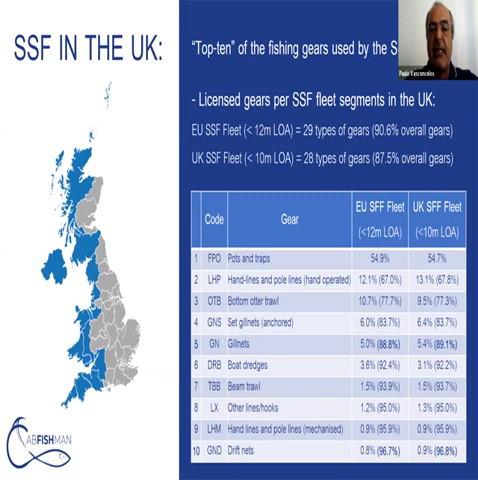 SSF IN THE UK:
"Top-ten" of the fishing gears used by the S
Paulo Vasconcelos
- Licensed gears per SSF fleet segments in the UK:
EU SSF Fleet (< 12m LOA) = 29 types of gears (90.6% overall gears)
UK SSF Fleet (< 10m LOA) = 28 types of gears (87.5% overall gears)
Code Gear EU SFF Fleet (<12m LOA) UK SFF Fleet (<10m LOA)
1 FPO Pots and traps 54.9% 54.7%
2 LHP Hand-lines and pole lines (hand operated) 12.1% (67.0%) 13.1% (67.8%)
3 OTB Bottom otter trawl 10.7% (77.7%) 9.5% (77.3%)
4 GNS Set gillnets (anchored) 6.0% (83.7%) 6.4% (83.7%)
5 GN Gillnets 5.0% (88.8%) 5.4% (89.1%)
6 DRB Boat dredges 3.6% (92.4%) 3.1% (92.2%)
7 TBB Beam trawl 1.5% (93.9%) 1.5% (93.7%)
8 LX Other lines/hooks 1.2% (95.0%) 1.3% (95.0%)
9 LHM Hand lines and pole lines (mechanised) 0.9% (95.9%) 0.9% (95.9%)
10 GND Drift nets 0.8% (96.7%) 0.9% (96.8%)
CABFISHMAN